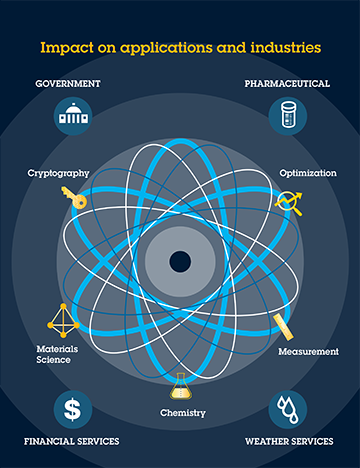 Impact on applications and industries
GOVERNMENT
PHARMACEUTICAL
Cryptography
Optimization
Materials
Science
Measurement
Chemistry
$
FINANCIAL SERVICES
WEATHER SERVICES